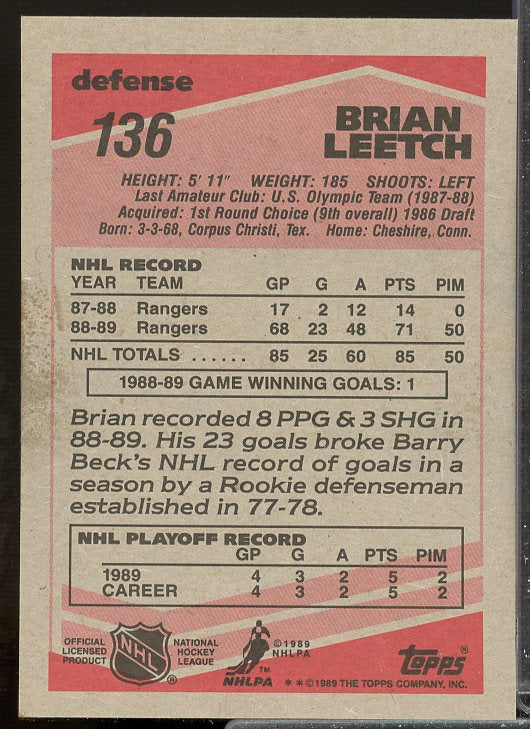 defense
136
BRIAN
LEETCH
HEIGHT: 5' 11" WEIGHT: 185 SHOOTS: LEFT
Last Amateur Club: U.S. Olympic Team (1987-88)
Acquired: 1st Round Choice (9th overall) 1986 Draft
Born: 3-3-68, Corpus Christi, Tex. Home: Cheshire, Conn.
NHL RECORD
YEAR TEAM GP G A PTS PIM
87-88 Rangers 17 2 12 14 0
88-89 Rangers 68 23 48 71 50
NHL TOTALS ...... 85 25 60 85 50
1988-89 GAME WINNING GOALS: 1
Brian recorded 8 PPG & 3 SHG in
88-89. His 23 goals broke Barry
Beck's NHL record of goals in a
season by a Rookie defenseman
established in 77-78.
NHL PLAYOFF RECORD
GP G A PTS PIM
1989 4 3 2 5 2
CAREER 4 3 2 5 2
OFFICIAL
LICENSED
PRODUCT
NHL
®
NATIONAL
HOCKEY
LEAGUE
NHLPA
™
©1989
NHLPA
TOPPS®
**©1989 THE TOPPS COMPANY, INC.